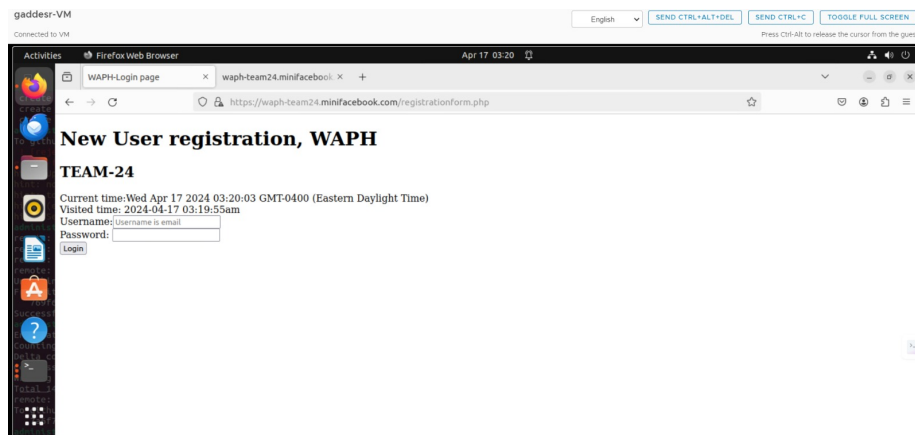 gaddesr-VM
English
SEND CTRL+ALT+DEL
SEND CTRL+C
TOGGLE FULL SCREEN
Connected to VM
Press Ctrl-Alt to release the cursor from the gues
Activities
Firefox Web Browser
Apr 17 03:20
WAPH-Login page
waph-team24.minifacebook.
https://waph-team24.minifacebook.com/registrationform.php
New User registration, WAPH
TEAM-24
Current time:Wed Apr 17 2024 03:20:03 GMT-0400 (Eastern Daylight Time)
Visited time: 2024-04-17 03:19:55am
Username: Username is email
Password:
Login